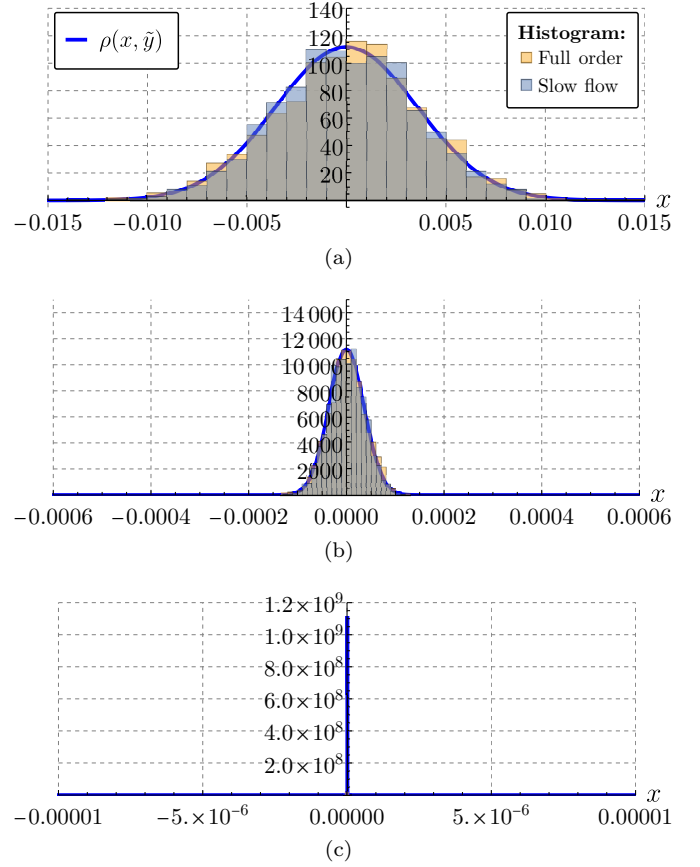 140
120
100
80
60
40
20
ρ(x, ỹ)
Histogram:
Full order
Slow flow
x
−0.015 −0.010 −0.005 0.005 0.010 0.015
(a)
14 000
12 000
10 000
8000
6000
4000
2000
x
−0.0006 −0.0004 −0.0002 0.0000 0.0002 0.0004 0.0006
(b)
1.2×10⁹
1.0×10⁹
8.0×10⁸
6.0×10⁸
4.0×10⁸
2.0×10⁸
x
−0.00001 −5.×10⁻⁶ 0.00000 5.×10⁻⁶ 0.00001
(c)